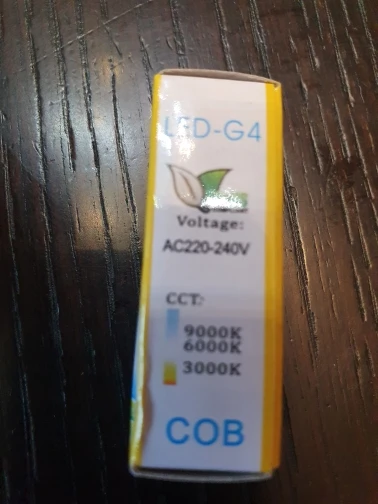 LED-G4
Voltage:
AC220-240V
CCT:
9000K
6000K
3000K
COB